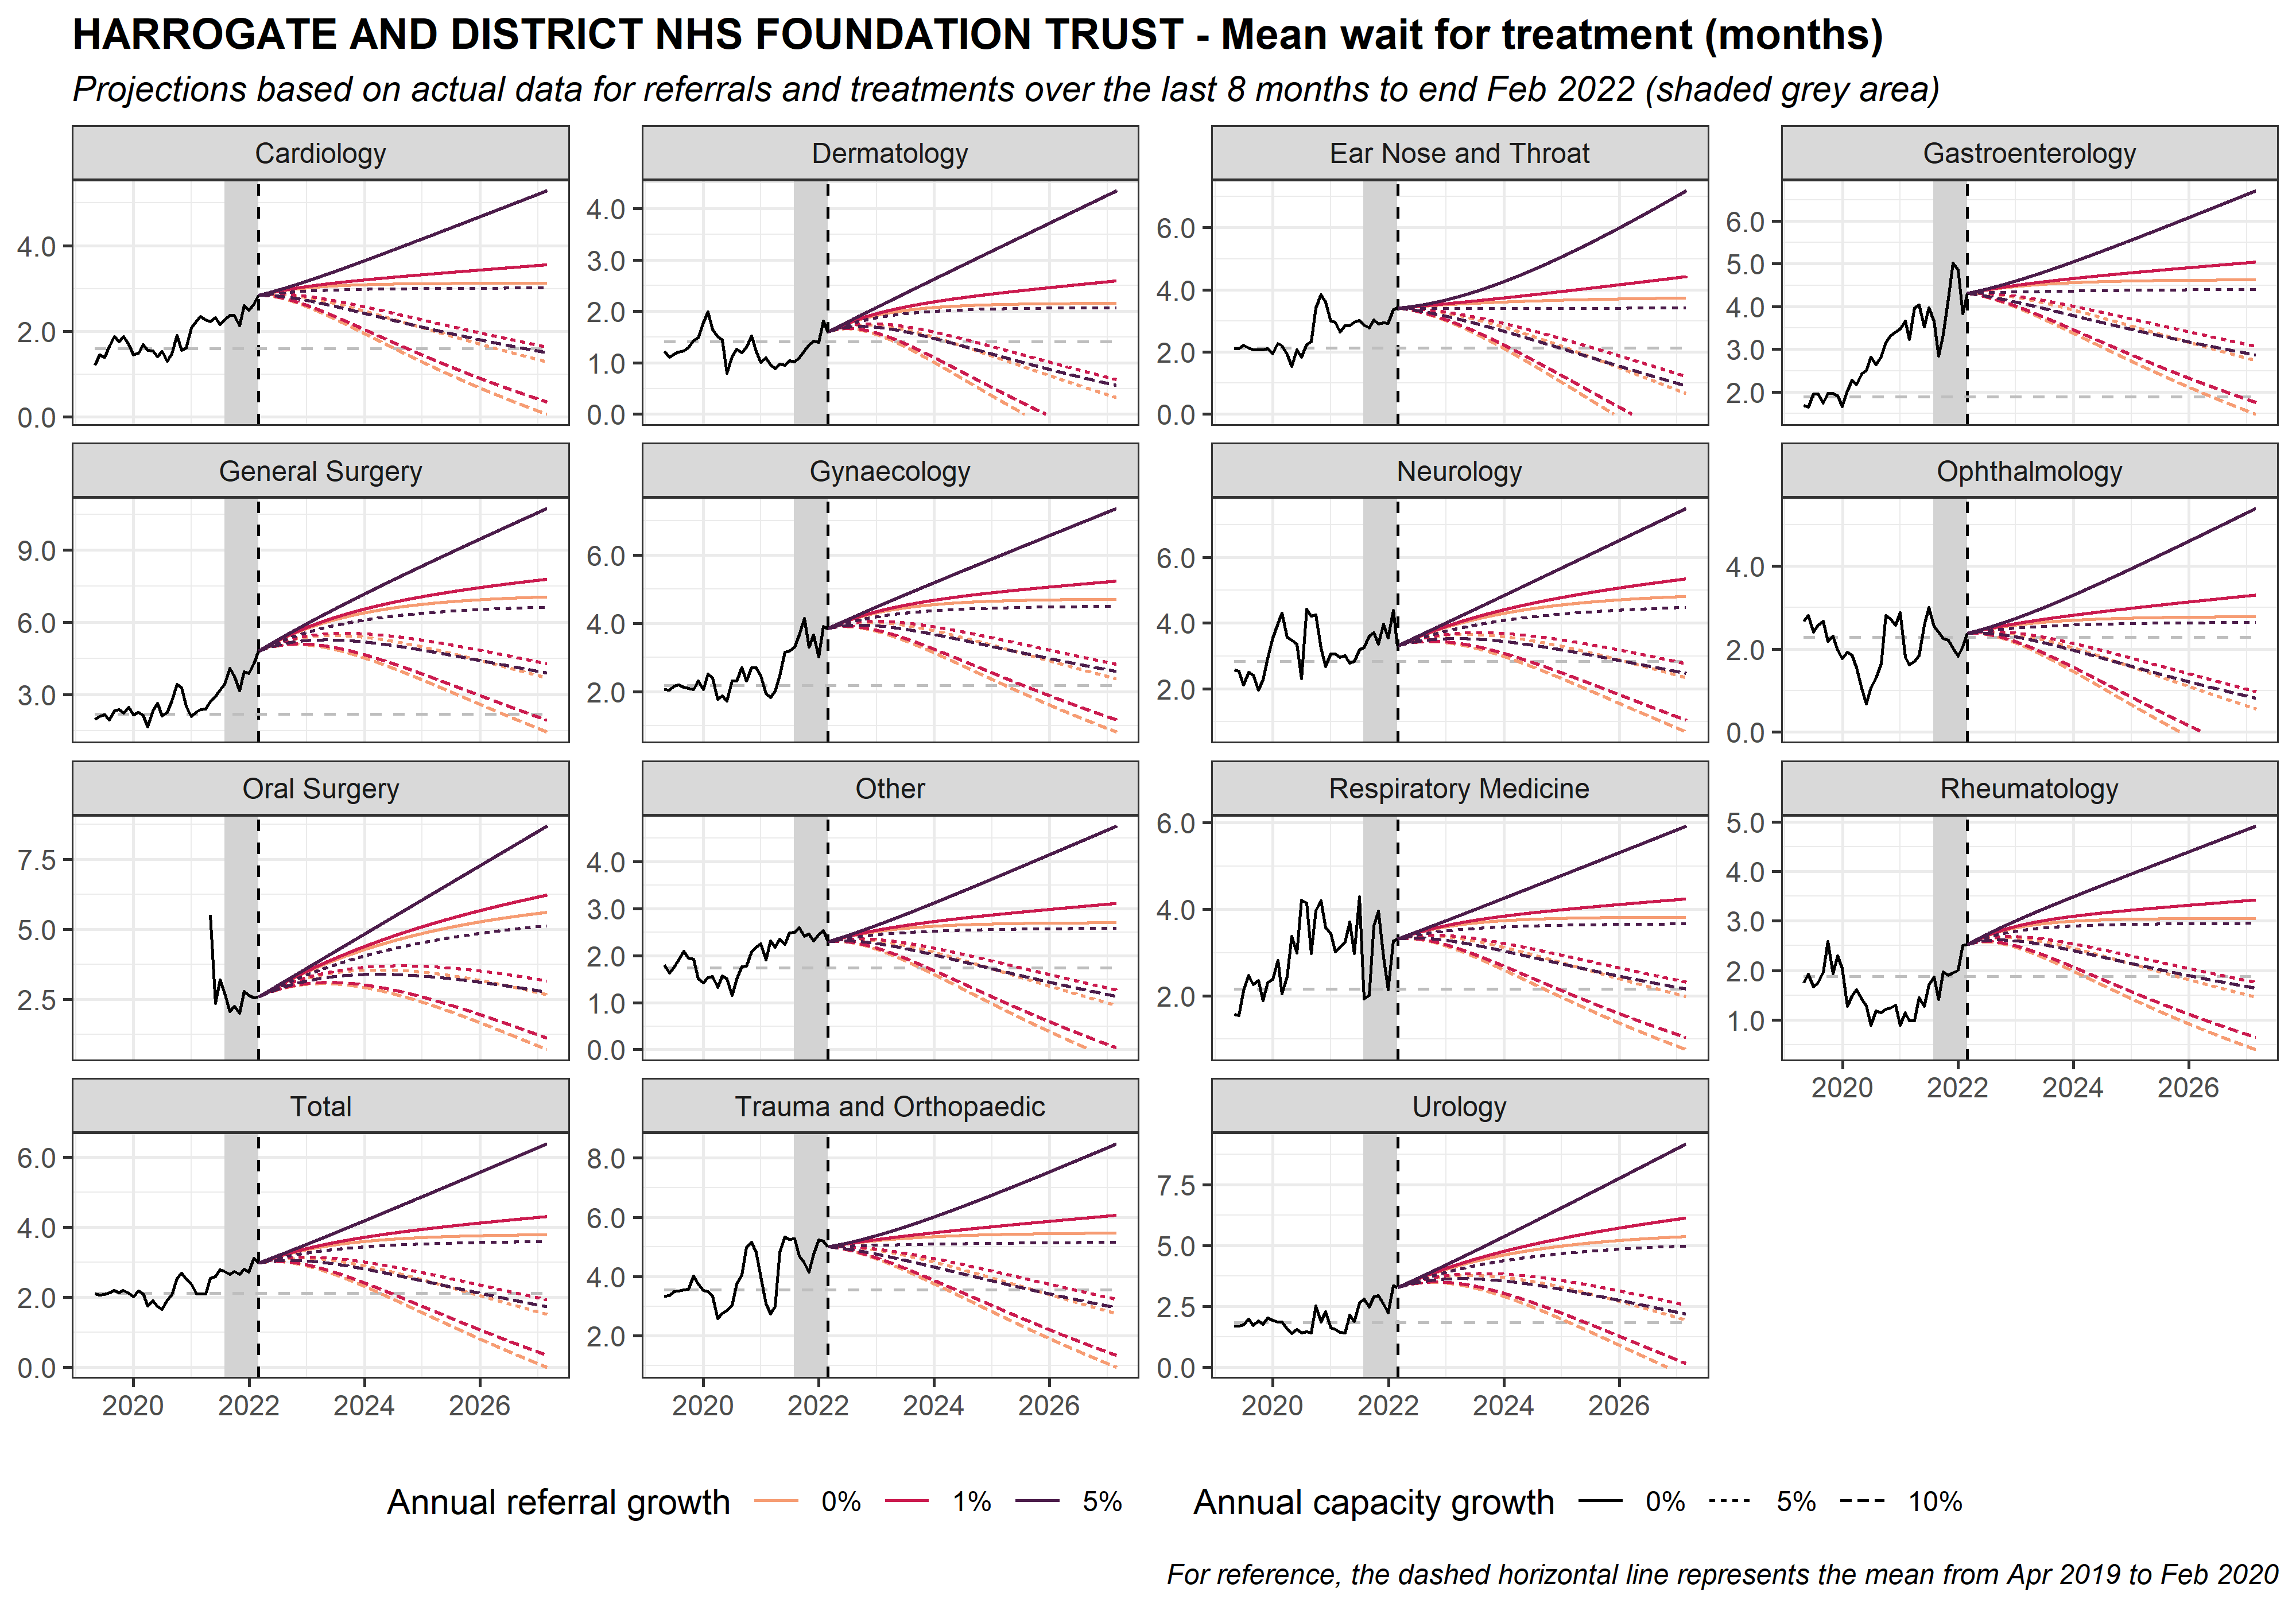 HARROGATE AND DISTRICT NHS FOUNDATION TRUST - Mean wait for treatment (months)
Projections based on actual data for referrals and treatments over the last 8 months to end Feb 2022 (shaded grey area)
Cardiology
Dermatology
Ear Nose and Throat
Gastroenterology
4.0
2.0
0.0
4.0
3.0
2.0
1.0
0.0
6.0
4.0
2.0
0.0
6.0
5.0
4.0
3.0
2.0
General Surgery
Gynaecology
Neurology
Ophthalmology
9.0
6.0
3.0
6.0
4.0
2.0
6.0
4.0
2.0
4.0
2.0
0.0
Oral Surgery
Other
Respiratory Medicine
Rheumatology
7.5
5.0
2.5
4.0
3.0
2.0
1.0
0.0
6.0
4.0
2.0
5.0
4.0
3.0
2.0
1.0
2020 2022 2024 2026
Total
Trauma and Orthopaedic
Urology
6.0
4.0
2.0
0.0
8.0
6.0
4.0
2.0
7.5
5.0
2.5
0.0
2020 2022 2024 2026
2020 2022 2024 2026
2020 2022 2024 2026
Annual referral growth 0% 1% 5%
Annual capacity growth 0% 5% 10%
For reference, the dashed horizontal line represents the mean from Apr 2019 to Feb 2020